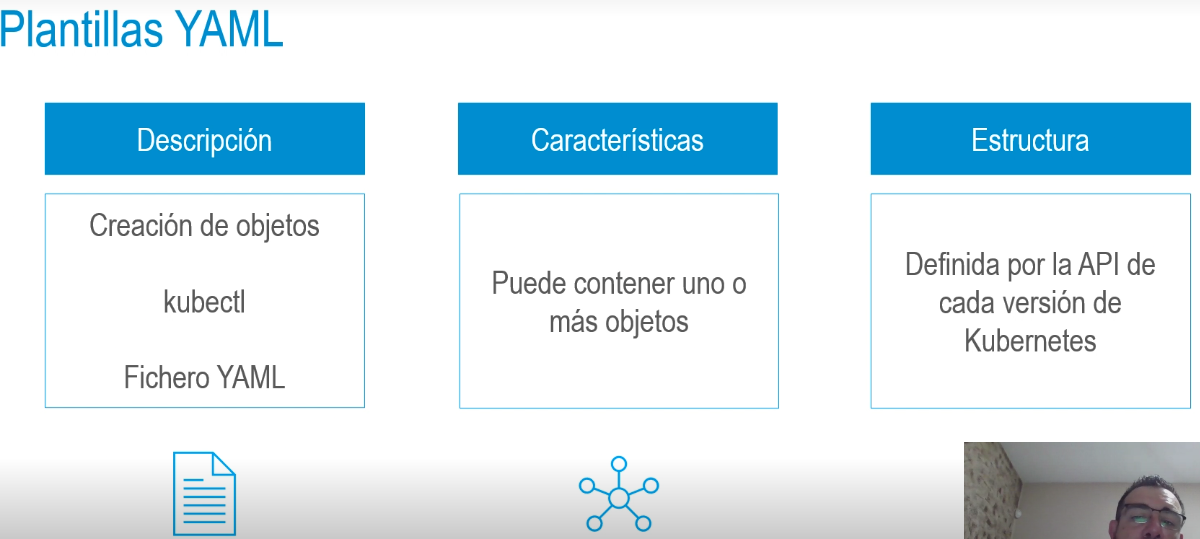 Plantillas YAML
Descripción
Creación de objetos
kubectl
Fichero YAML
Características
Puede contener uno o
más objetos
Estructura
Definida por la API de
cada versión de
Kubernetes